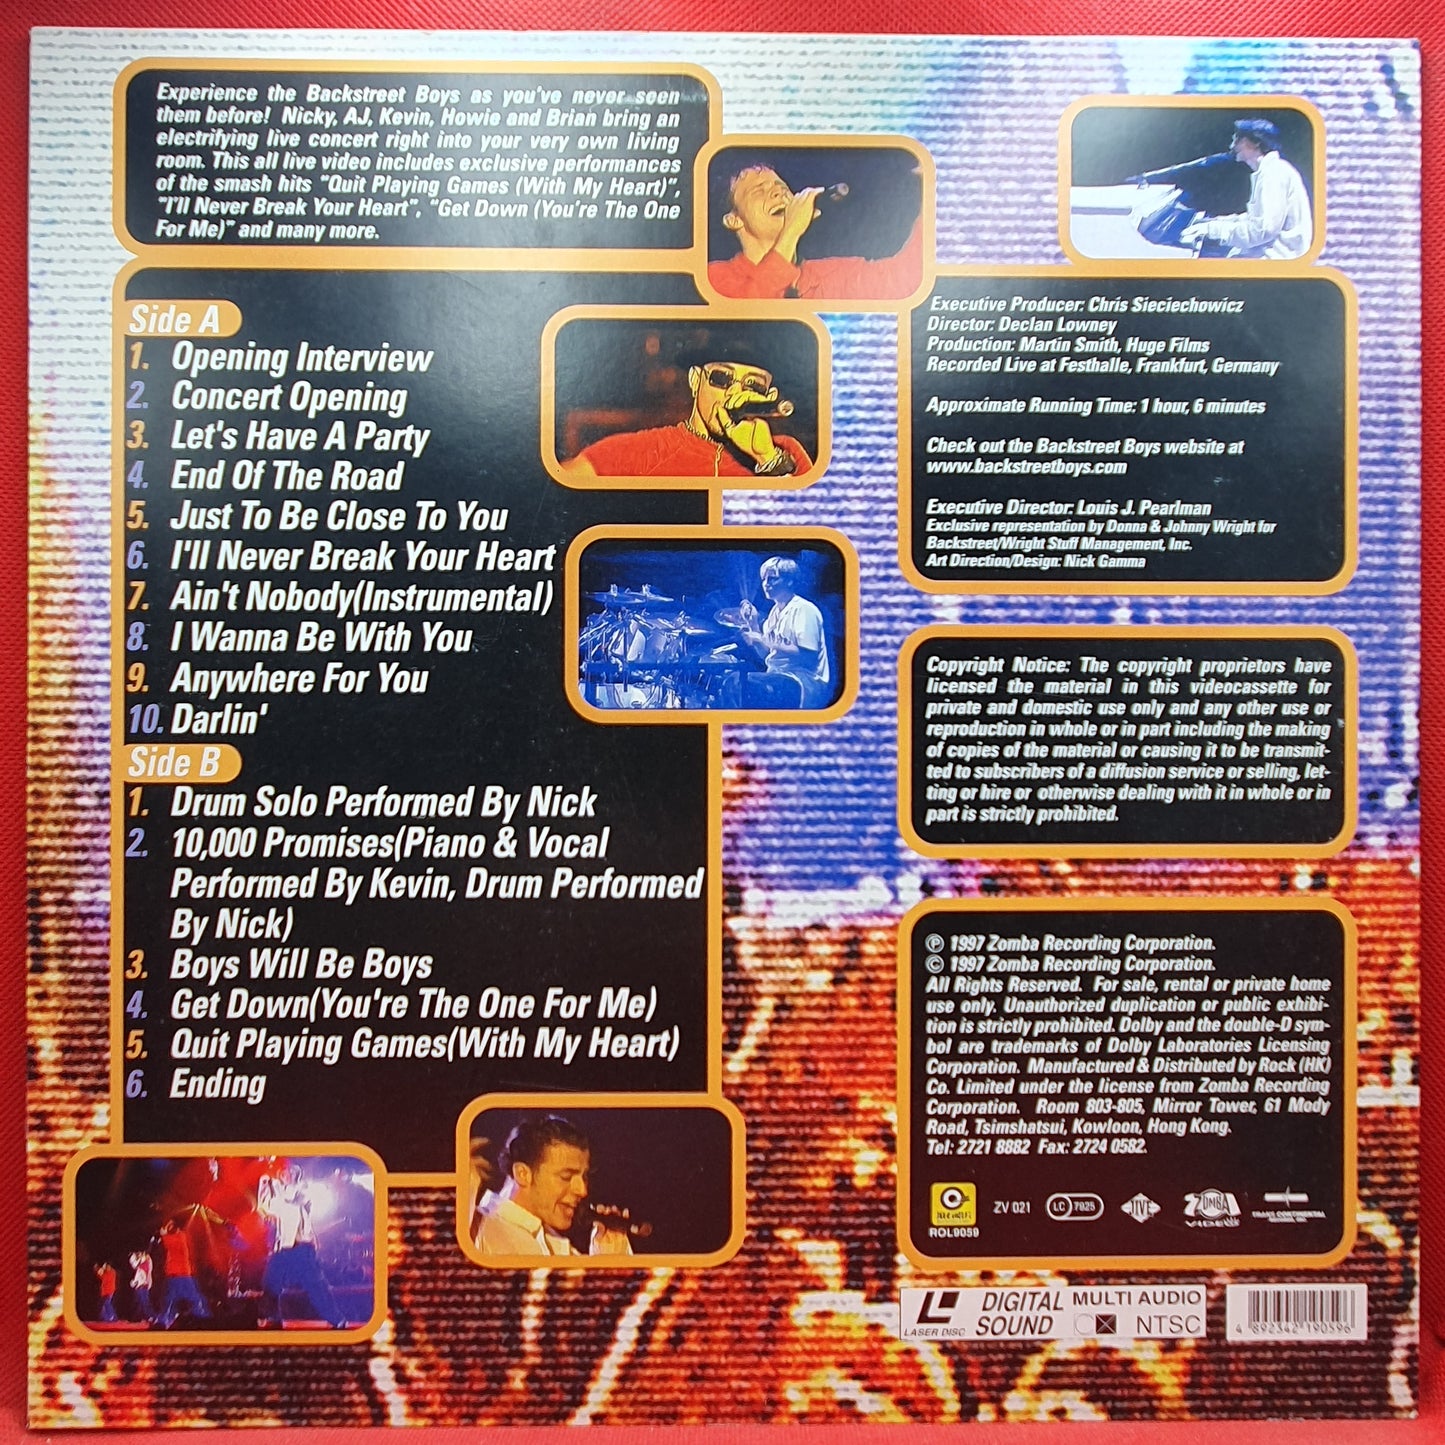 Experience the Backstreet Boys as you've never seen
them before! Nicky, AJ, Kevin, Howie and Brian bring an
electrifying live concert right into your very own living
room. This all live video includes exclusive performances
of the smash hits "Quit Playing Games (With My Heart)",
"I'll Never Break Your Heart", "Get Down (You're The One
For Me)" and many more.
Side A
1. Opening Interview
2. Concert Opening
3. Let's Have A Party
4. End Of The Road
5. Just To Be Close To You
6. I'll Never Break Your Heart
7. Ain't Nobody(Instrumental)
8. I Wanna Be With You
9. Anywhere For You
10. Darlin'
Side B
1. Drum Solo Performed By Nick
2. 10,000 Promises(Piano & Vocal
Performed By Kevin, Drum Performed
By Nick)
3. Boys Will Be Boys
4. Get Down(You're The One For Me)
5. Quit Playing Games(With My Heart)
6. Ending
Executive Producer: Chris Sieciechowicz
Director: Declan Lowney
Production: Martin Smith, Huge Films
Recorded Live at Festhalle, Frankfurt, Germany
Approximate Running Time: 1 hour, 6 minutes
Check out the Backstreet Boys website at
www.backstreetboys.com
Executive Director: Louis J. Pearlman
Exclusive representation by Donna & Johnny Wright for
Backstreet/Wright Stuff Management, Inc.
Art Direction/Design: Nick Gamma
Copyright Notice: The copyright proprietors have
licensed the material in this videocassette for
private and domestic use only and any other use or
reproduction in whole or in part including the making
of copies of the material or causing it to be transmit-
ted to subscribers of a diffusion service or selling, let-
ting or hire or otherwise dealing with it in whole or in
part is strictly prohibited.
℗ 1997 Zomba Recording Corporation.
© 1997 Zomba Recording Corporation.
All Rights Reserved. For sale, rental or private home
use only. Unauthorized duplication or public exhibi-
tion is strictly prohibited. Dolby and the double-D sym-
bol are trademarks of Dolby Laboratories Licensing
Corporation. Manufactured & Distributed by Rock (HK)
Co. Limited under the license from Zomba Recording
Corporation. Room 803-805, Mirror Tower, 61 Mody
Road, Tsimshatsui, Kowloon, Hong Kong.
Tel: 2721 8882 Fax: 2724 0582.
ROL9059
ZV 021
LC 7925
JIVE
ZOMBA
VIDEO
TRANS CONTINENTAL
LASER DISC
DIGITAL
SOUND
MULTI AUDIO
NTSC
4 892342 190596